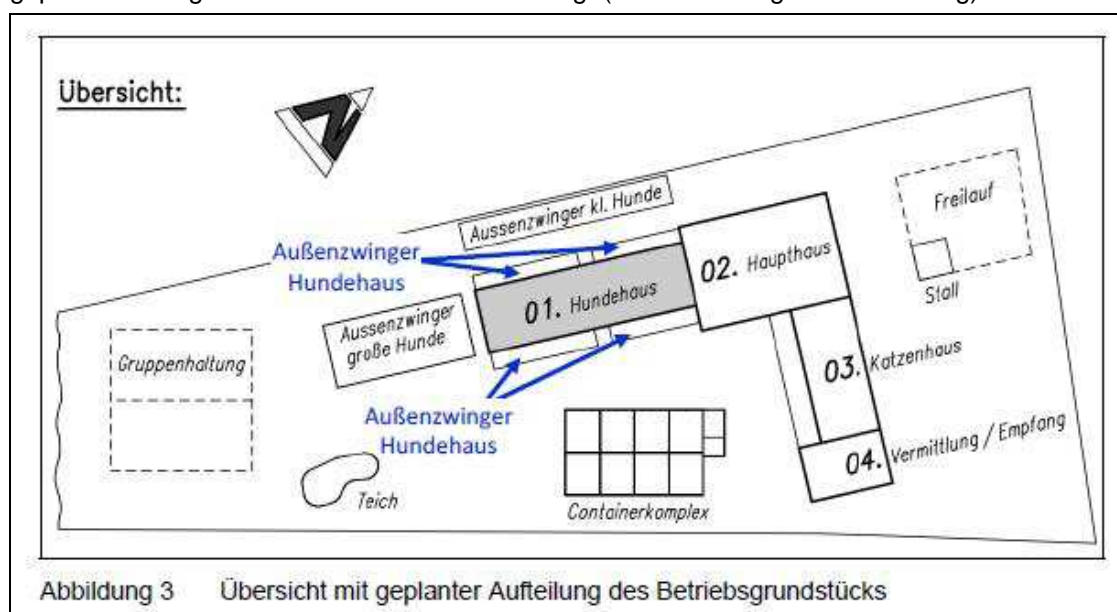 Übersicht:
N
Aussenzwinger kl. Hunde
Freilauf
Außenzwinger
Hundehaus
02. Haupthaus
01. Hundehaus
Stall
Aussenzwinger
große Hunde
Gruppenhaltung
03. Katzenhaus
Außenzwinger
Hundehaus
04. Vermittlung / Empfang
Teich
Containerkomplex
Abbildung 3 Übersicht mit geplanter Aufteilung des Betriebsgrundstücks